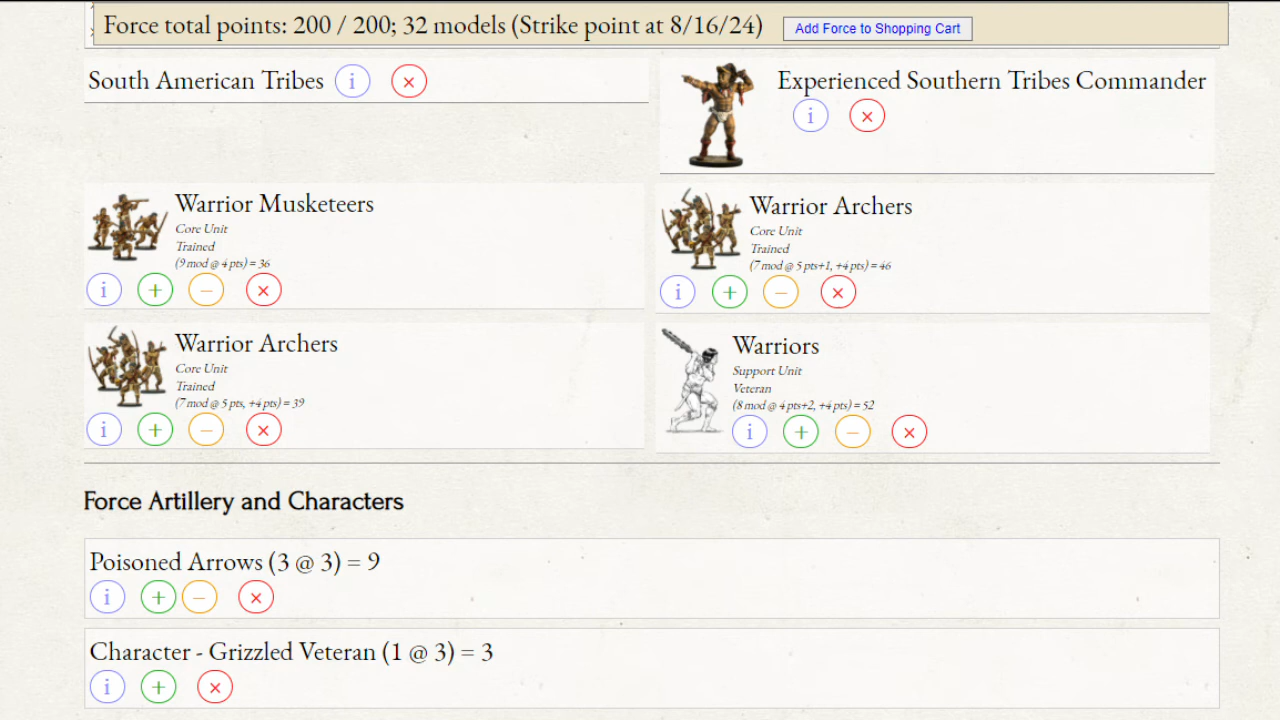 Force total points: 200 / 200; 32 models (Strike point at 8/16/24)
Add Force to Shopping Cart
South American Tribes
Experienced Southern Tribes Commander
Warrior Musketeers
Core Unit
Trained
(9 mod @ 4 pts) = 36
Warrior Archers
Core Unit
Trained
(7 mod @ 5 pts+1, +4 pts) = 46
Warrior Archers
Core Unit
Trained
(7 mod @ 5 pts, +4 pts) = 39
Warriors
Support Unit
Veteran
(8 mod @ 4 pts+2, +4 pts) = 52
Force Artillery and Characters
Poisoned Arrows (3 @ 3) = 9
Character - Grizzled Veteran (1 @ 3) = 3